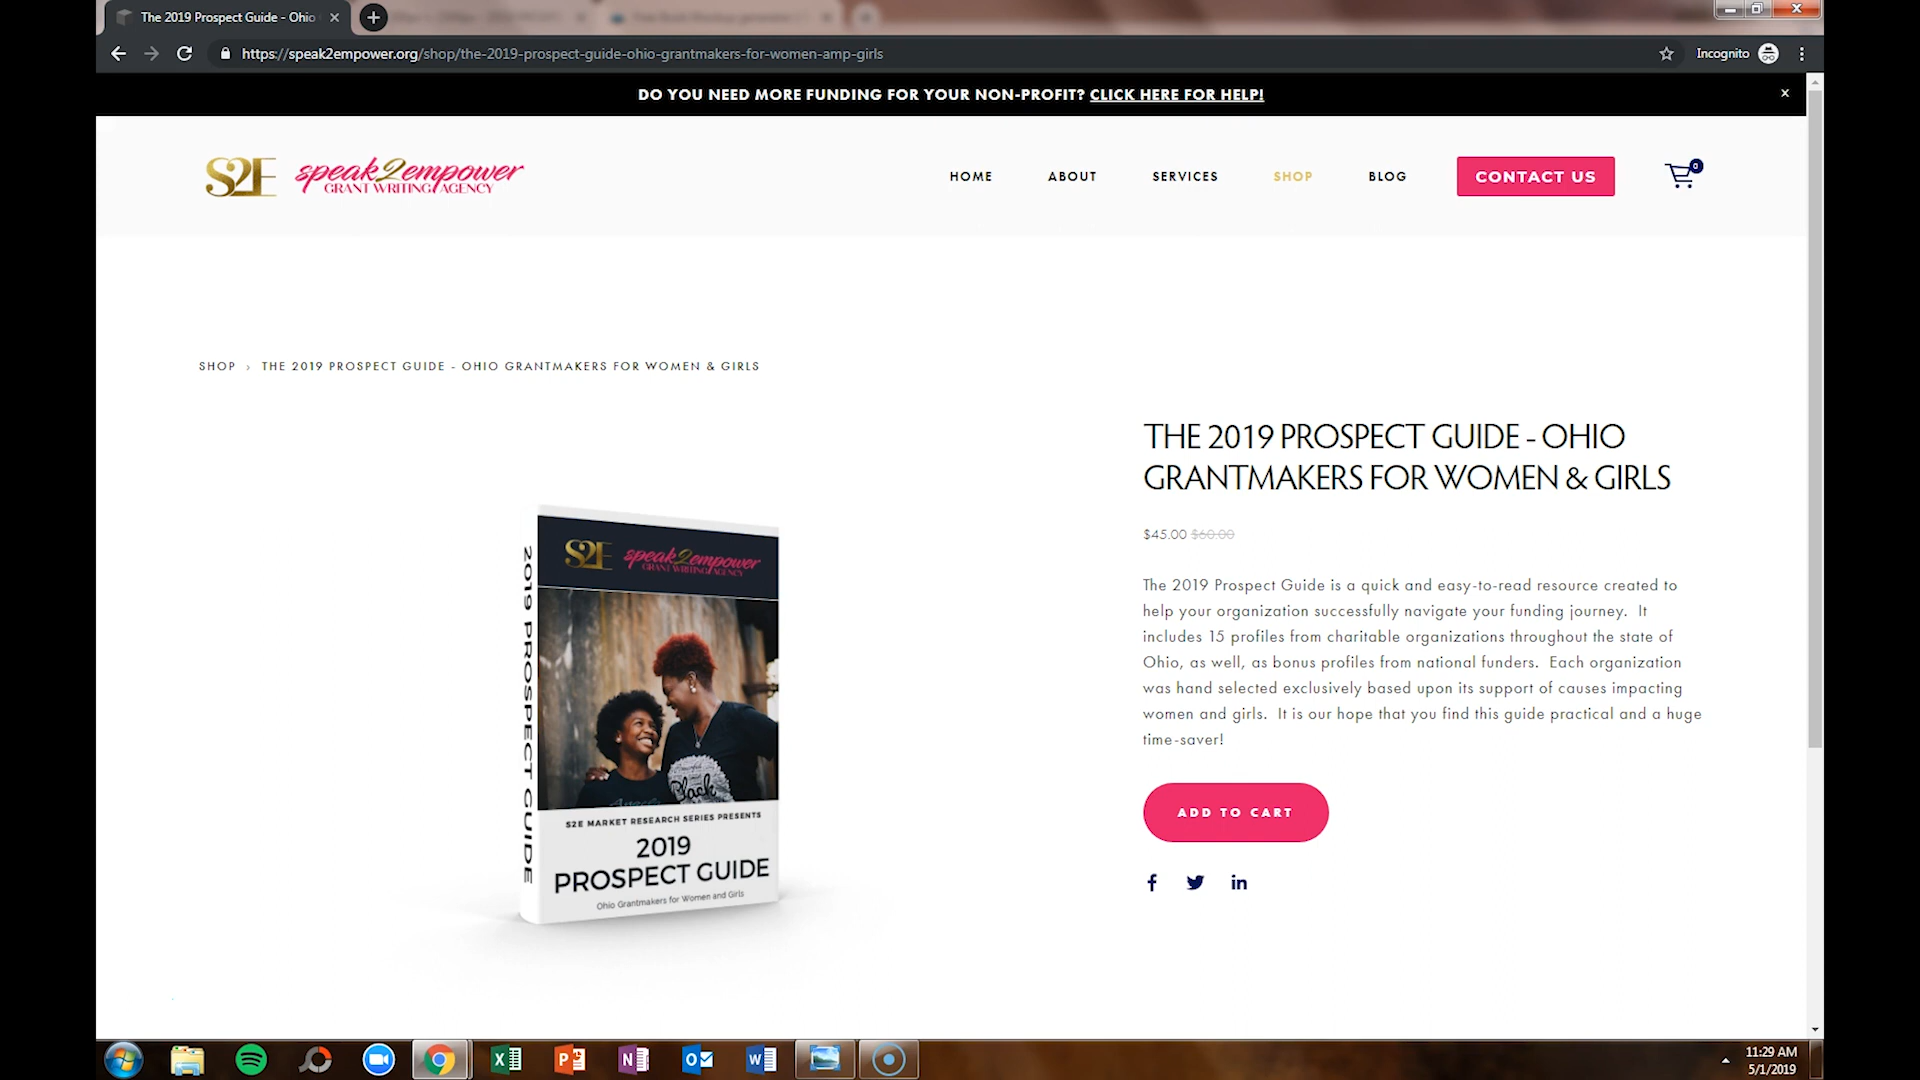 The 2019 Prospect Guide - Ohio
https://speak2empower.org/shop/the-2019-prospect-guide-ohio-grantmakers-for-women-amp-girls
Incognito
DO YOU NEED MORE FUNDING FOR YOUR NON-PROFIT? CLICK HERE FOR HELP!
S2E speak2empower
GRANT WRITING AGENCY
HOME ABOUT SERVICES SHOP BLOG CONTACT US 0
SHOP › THE 2019 PROSPECT GUIDE - OHIO GRANTMAKERS FOR WOMEN & GIRLS
THE 2019 PROSPECT GUIDE - OHIO
GRANTMAKERS FOR WOMEN & GIRLS
$45.00 $60.00
The 2019 Prospect Guide is a quick and easy-to-read resource created to
help your organization successfully navigate your funding journey. It
includes 15 profiles from charitable organizations throughout the state of
Ohio, as well, as bonus profiles from national funders. Each organization
was hand selected exclusively based upon its support of causes impacting
women and girls. It is our hope that you find this guide practical and a huge
time-saver!
ADD TO CART
2019 PROSPECT GUIDE
S2E speak2empower
GRANT WRITING AGENCY
Black
S2E MARKET RESEARCH SERIES PRESENTS
2019
PROSPECT GUIDE
Ohio Grantmakers for Women and Girls
11:29 AM
5/1/2019